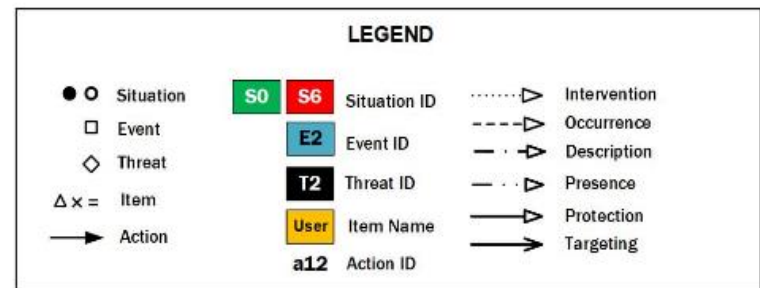 LEGEND
Situation
Event
Threat
Δ × = Item
Action
S0 S6 Situation ID
E2 Event ID
T2 Threat ID
User Item Name
a12 Action ID
Intervention
Occurrence
Description
Presence
Protection
Targeting